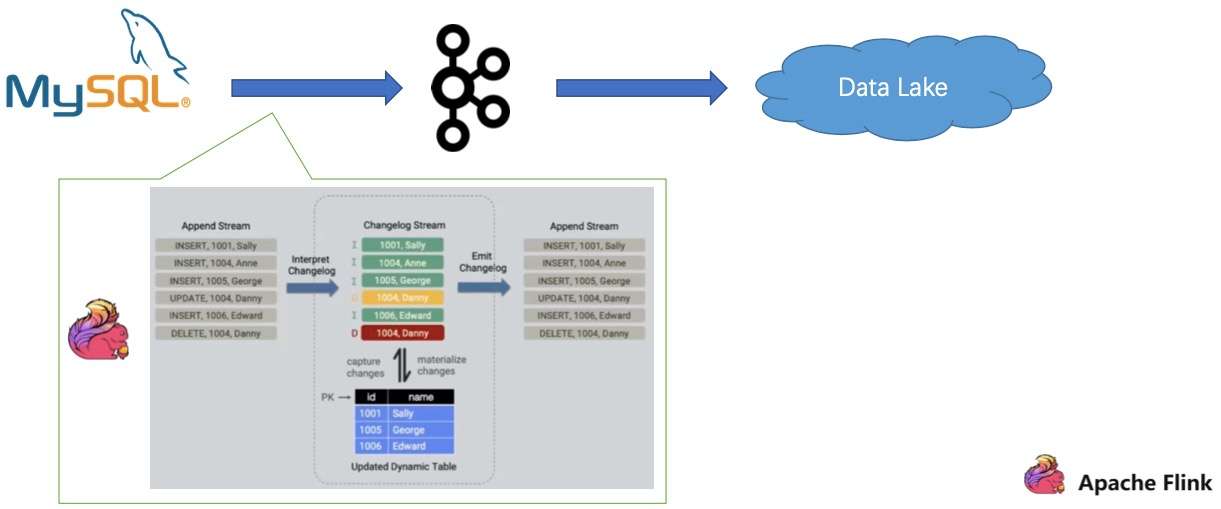 MySQL®
Data Lake
Append Stream
INSERT, 1001, Sally
INSERT, 1004, Anne
INSERT, 1005, George
UPDATE, 1004, Danny
INSERT, 1006, Edward
DELETE, 1004, Danny
Interpret
Changelog
Changelog Stream
I 1001, Sally
I 1004, Anne
I 1005, George
U 1004, Danny
I 1006, Edward
D 1004, Danny
Emit
Changelog
Append Stream
INSERT, 1001, Sally
INSERT, 1004, Anne
INSERT, 1005, George
UPDATE, 1004, Danny
INSERT, 1006, Edward
DELETE, 1004, Danny
capture
changes
materialize
changes
PK
id name
1001 Sally
1005 George
1006 Edward
Updated Dynamic Table
Apache Flink